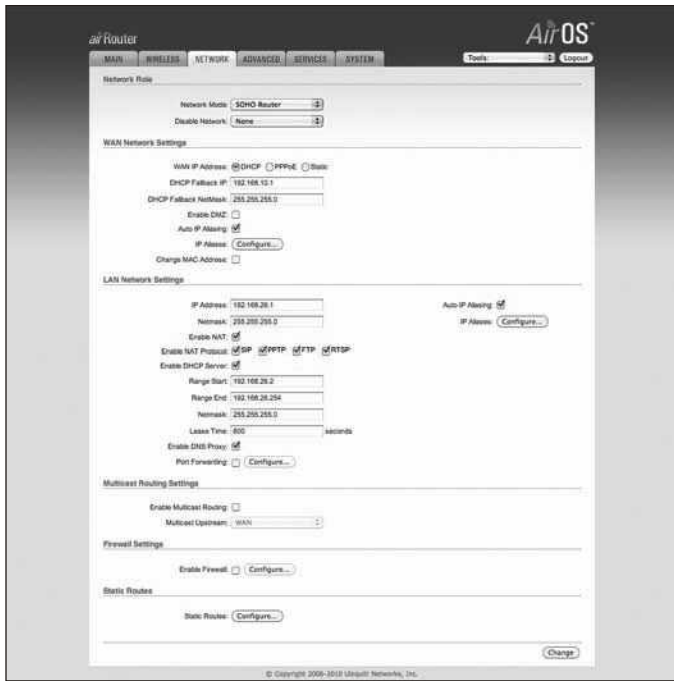 airRouter
AirOS™
MAIN WIRELESS NETWORK ADVANCED SERVICES SYSTEM Tools: Logout
Network Role
Network Mode: SOHO Router
Disable Network: None
WAN Network Settings
WAN IP Address: DHCP PPPoE Static
DHCP Fallback IP: 192.168.10.1
DHCP Fallback NetMask: 255.255.255.0
Enable DMZ:
Auto IP Aliasing:
IP Aliases: Configure...
Change MAC Address:
LAN Network Settings
IP Address: 192.168.26.1 Auto IP Aliasing:
Netmask: 255.255.255.0 IP Aliases: Configure...
Enable NAT:
Enable NAT Protocol: SIP PPTP FTP RTSP
Enable DHCP Server:
Range Start: 192.168.26.2
Range End: 192.168.26.254
Netmask: 255.255.255.0
Lease Time: 600 seconds
Enable DNS Proxy:
Port Forwarding: Configure...
Multicast Routing Settings
Enable Multicast Routing:
Multicast Upstream: WAN
Firewall Settings
Enable Firewall: Configure...
Static Routes
Static Routes: Configure...
Change
© Copyright 2006-2010 Ubiquiti Networks, Inc.